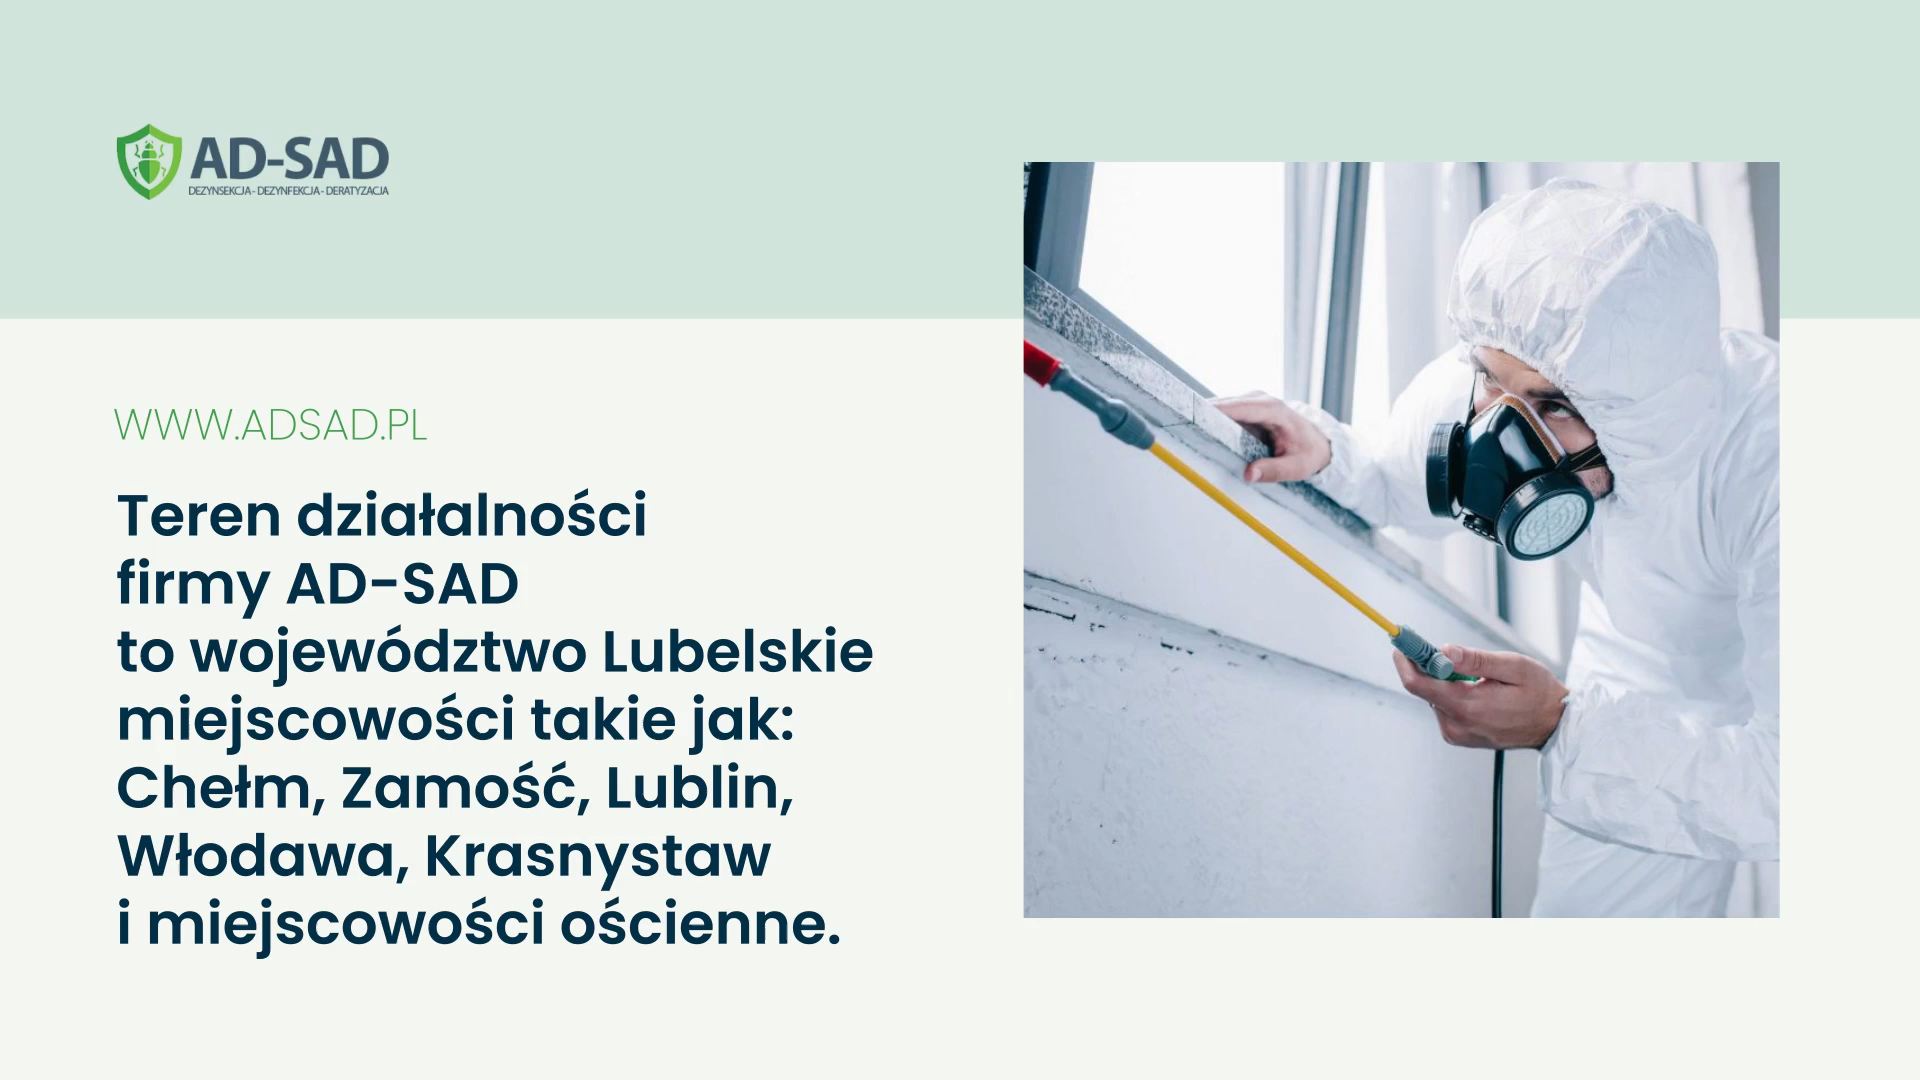 AD-SAD
DEZYNSEKCJA - DEZYNFEKCJA - DERATYZACJA
WWW.ADSAD.PL
Teren działalności
firmy AD-SAD
to województwo Lubelskie
miejscowości takie jak:
Chełm, Zamość, Lublin,
Włodawa, Krasnystaw
i miejscowości ościenne.